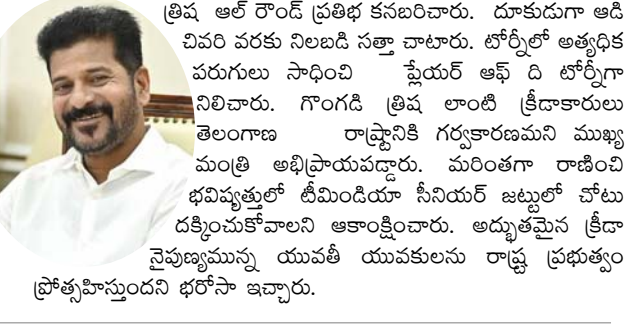 త్రిష ఆల్ రౌండ్ ప్రతిభ కనబరిచారు. దూకుడుగా ఆడి
చివరి వరకు నిలబడి సత్తా చాటారు. టోర్నీలో అత్యధిక
పరుగులు సాధించి ప్లేయర్ ఆఫ్ ది టోర్నీగా
నిలిచారు. గొంగడి త్రిష లాంటి క్రీడాకారులు
తెలంగాణ రాష్ట్రానికి గర్వకారణమని ముఖ్య
మంత్రి అభిప్రాయపడ్డారు. మరింతగా రాణించి
భవిష్యత్తులో టీమిండియా సీనియర్ జట్టులో చోటు
దక్కించుకోవాలని ఆకాంక్షించారు. అద్భుతమైన క్రీడా
నైపుణ్యమున్న యువతీ యువకులను రాష్ట్ర ప్రభుత్వం
ప్రోత్సహిస్తుందని భరోసా ఇచ్చారు.